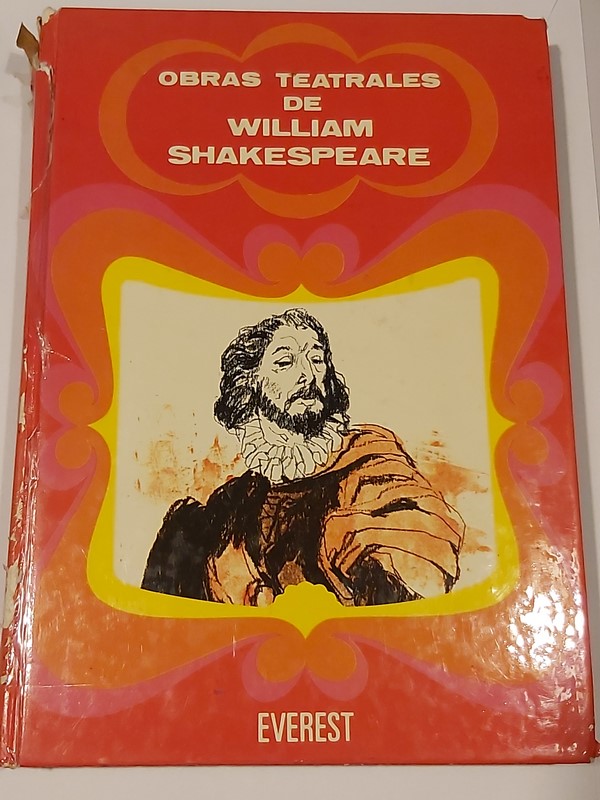 OBRAS TEATRALES
DE
WILLIAM
SHAKESPEARE
EVEREST